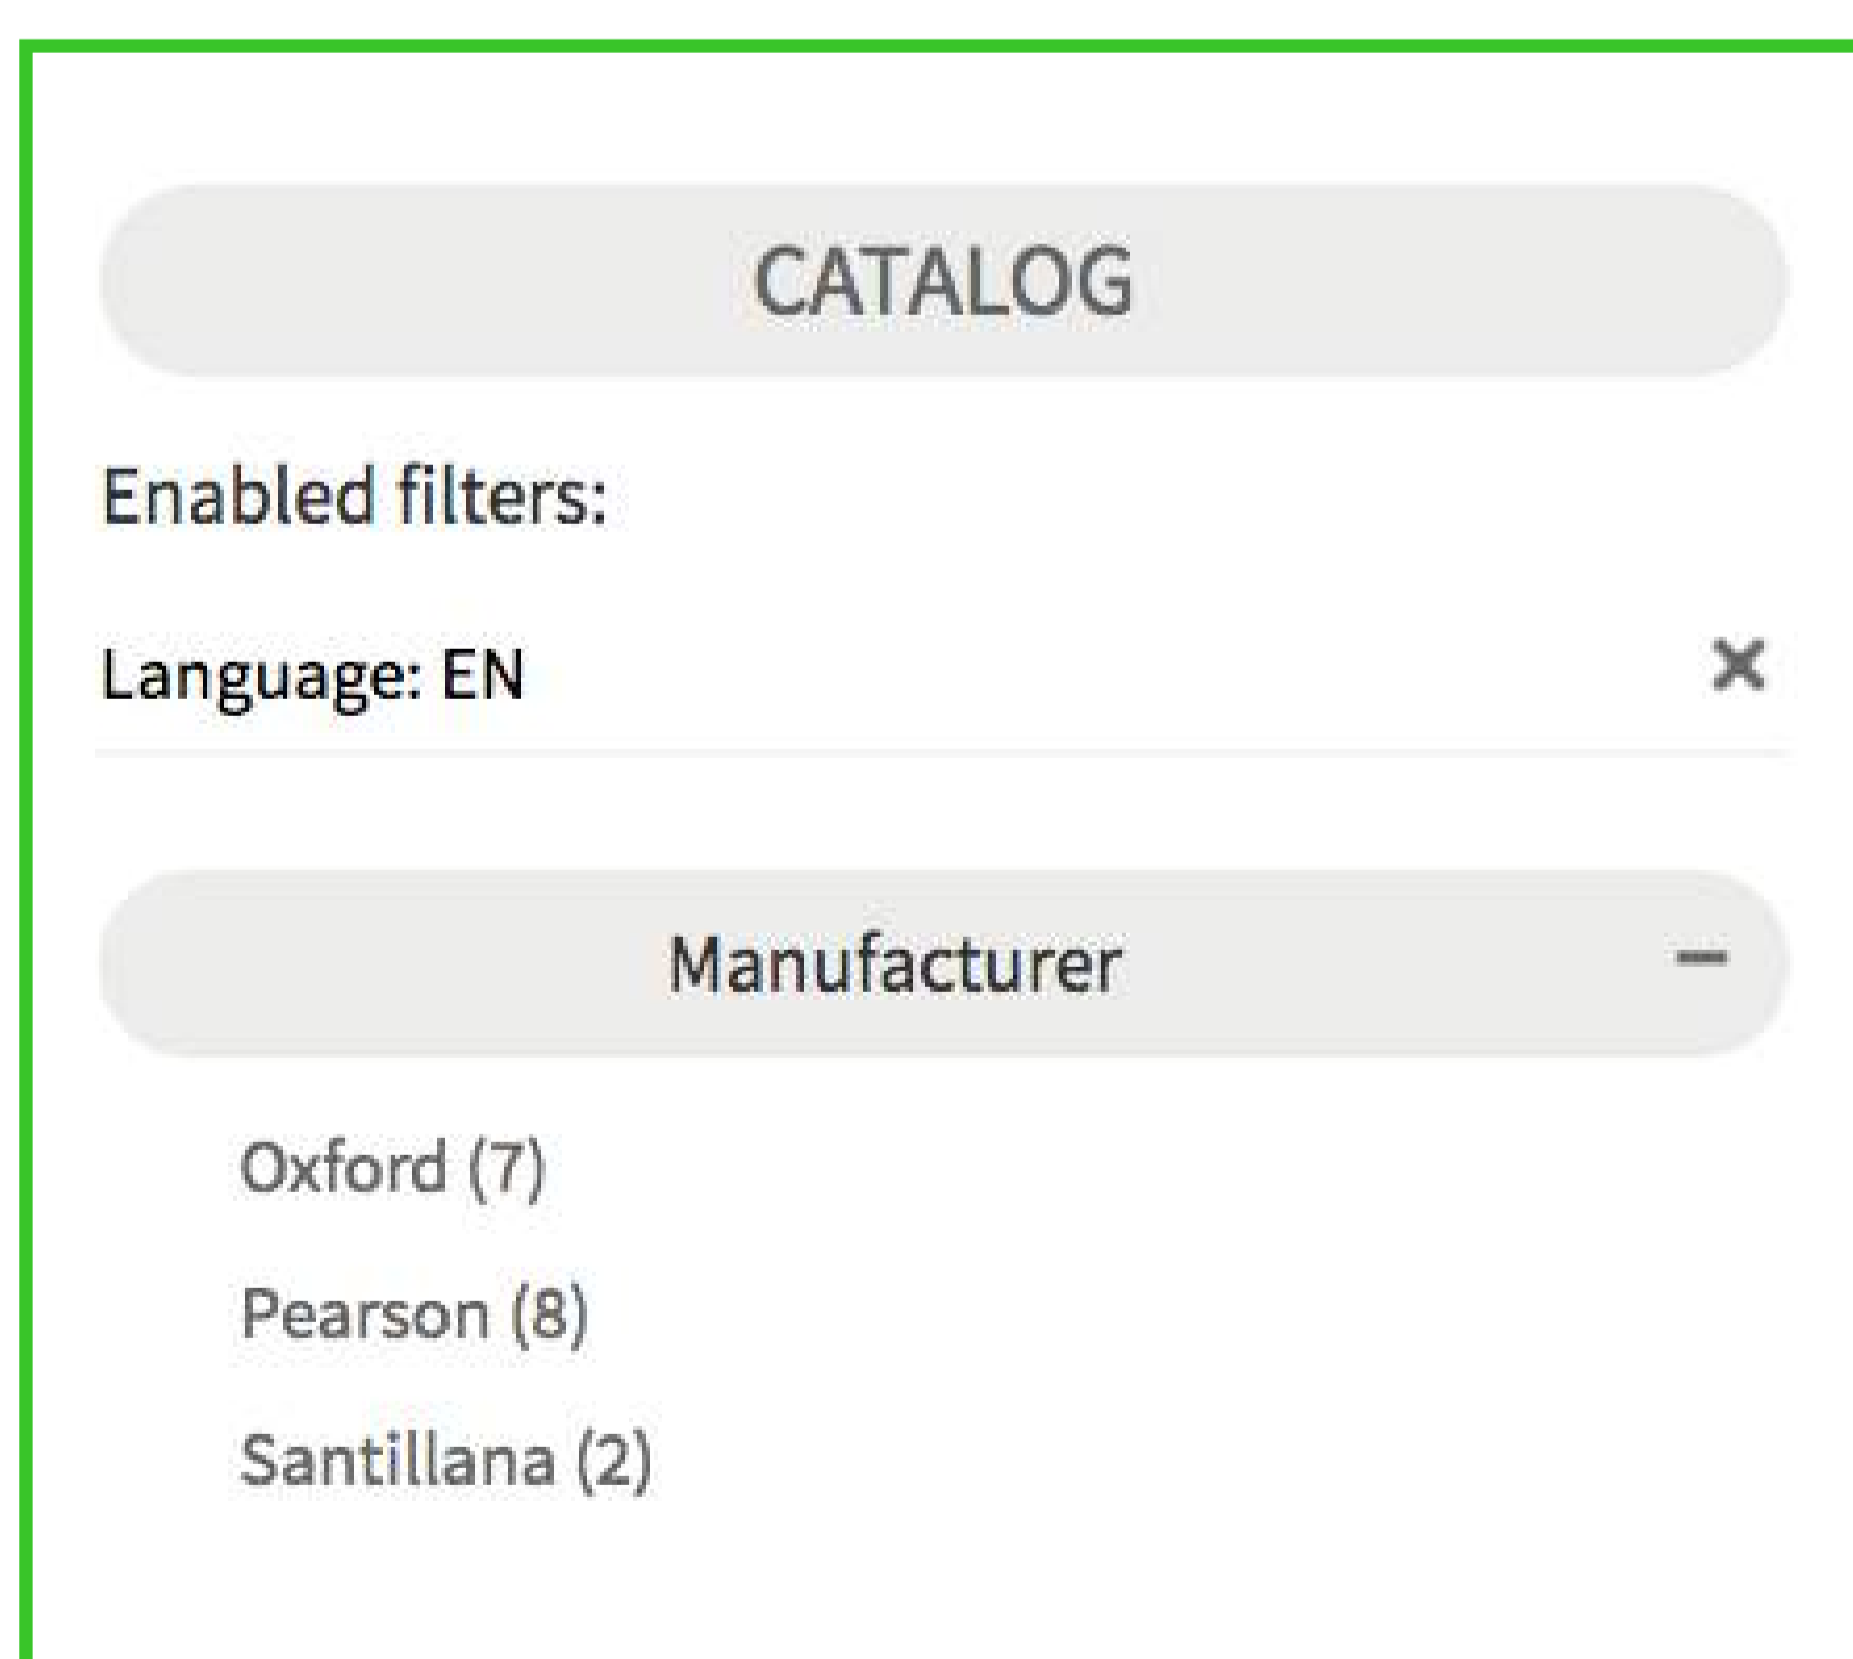 CATALOG
Enabled filters:
Language: EN
Manufacturer
Oxford (7)
Pearson (8)
Santillana (2)